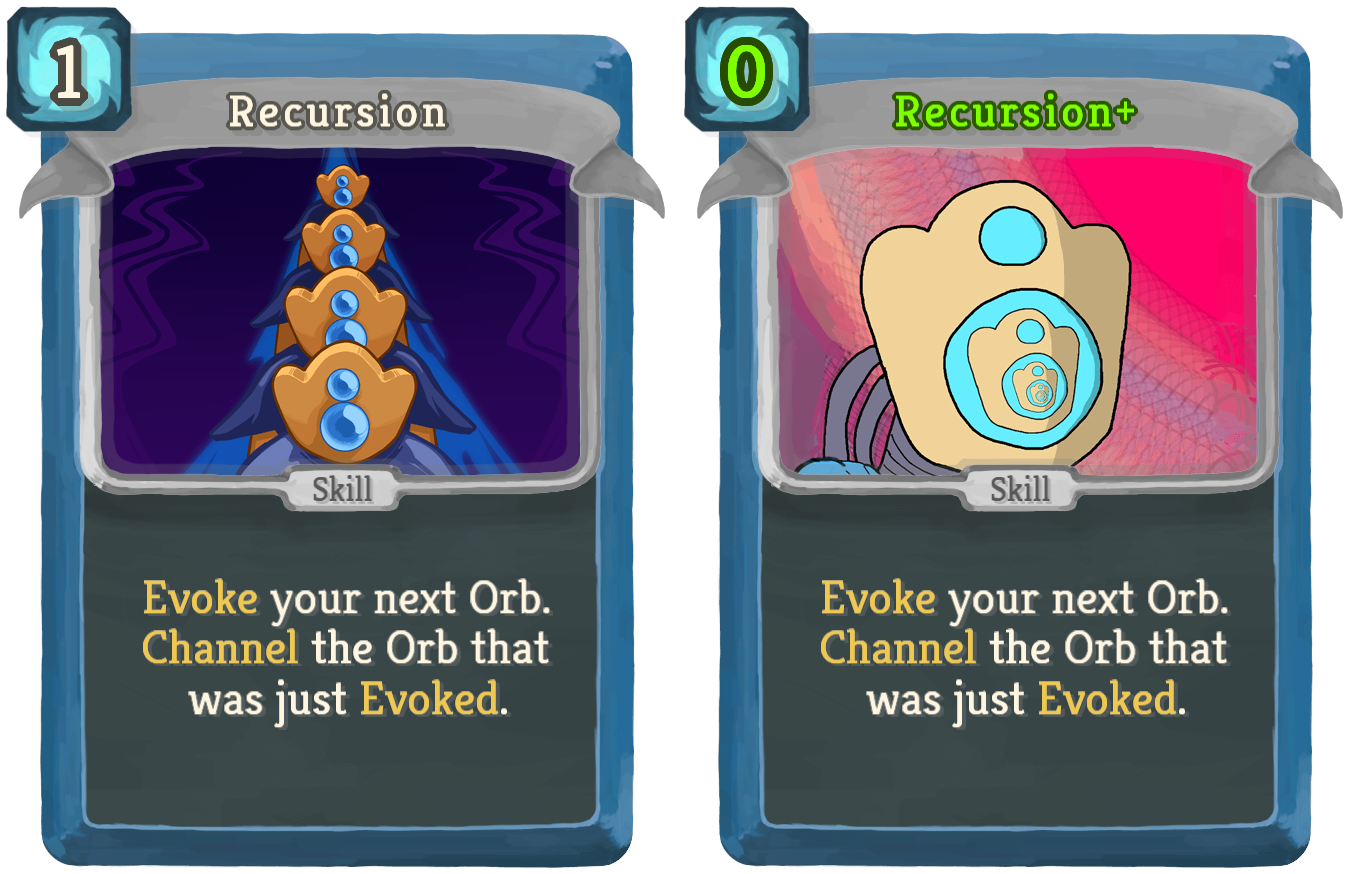 1
Recursion
Skill
Evoke your next Orb.
Channel the Orb that
was just Evoked.
0
Recursion+
Skill
Evoke your next Orb.
Channel the Orb that
was just Evoked.